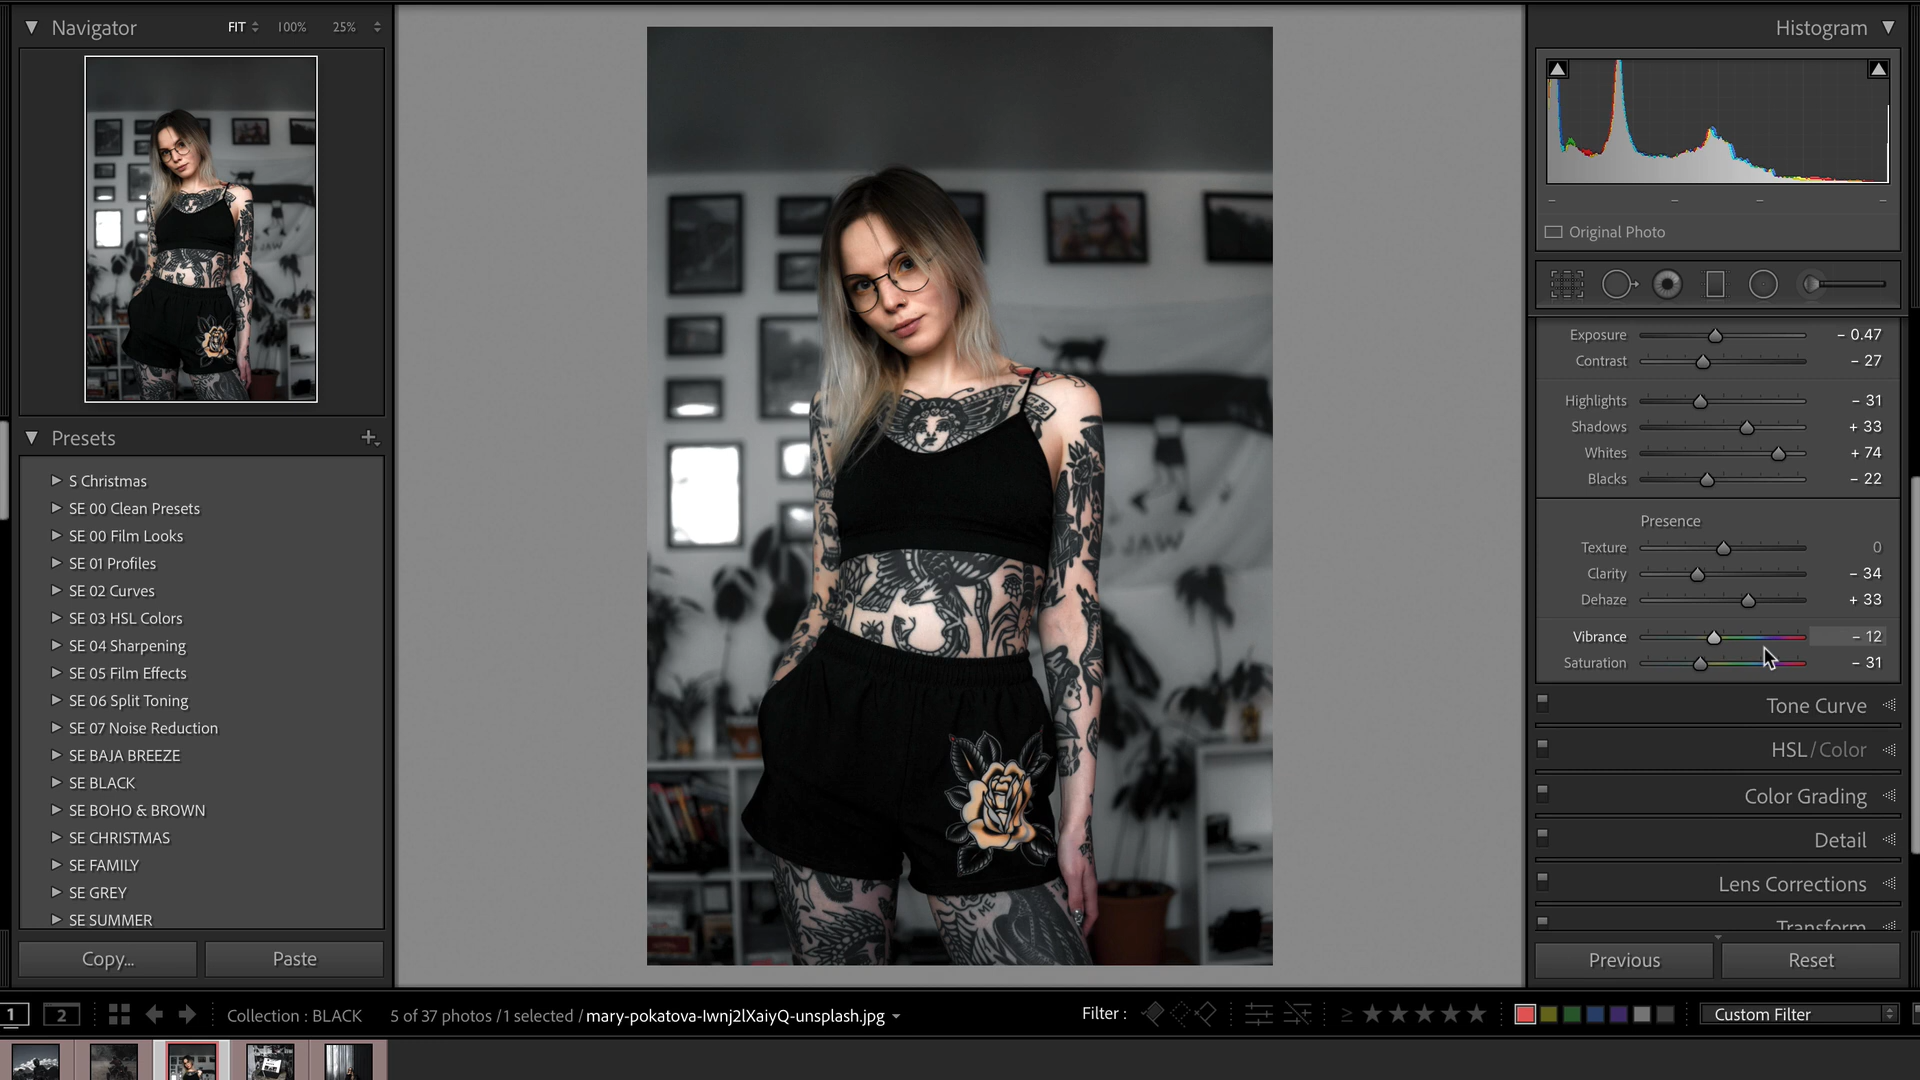 Navigator FIT 100% 25%
Presets
S Christmas
SE 00 Clean Presets
SE 00 Film Looks
SE 01 Profiles
SE 02 Curves
SE 03 HSL Colors
SE 04 Sharpening
SE 05 Film Effects
SE 06 Split Toning
SE 07 Noise Reduction
SE BAJA BREEZE
SE BLACK
SE BOHO & BROWN
SE CHRISTMAS
SE FAMILY
SE GREY
SE SUMMER
Copy... Paste
JAW
Histogram
Original Photo
Exposure – 0.47
Contrast – 27
Highlights – 31
Shadows + 33
Whites + 74
Blacks – 22
Presence
Texture 0
Clarity – 34
Dehaze + 33
Vibrance – 12
Saturation – 31
Tone Curve
HSL / Color
Color Grading
Detail
Lens Corrections
Transform
Previous Reset
1 2 Collection : BLACK 5 of 37 photos / 1 selected / mary-pokatova-Iwnj2lXaiyQ-unsplash.jpg Filter : ≥ Custom Filter